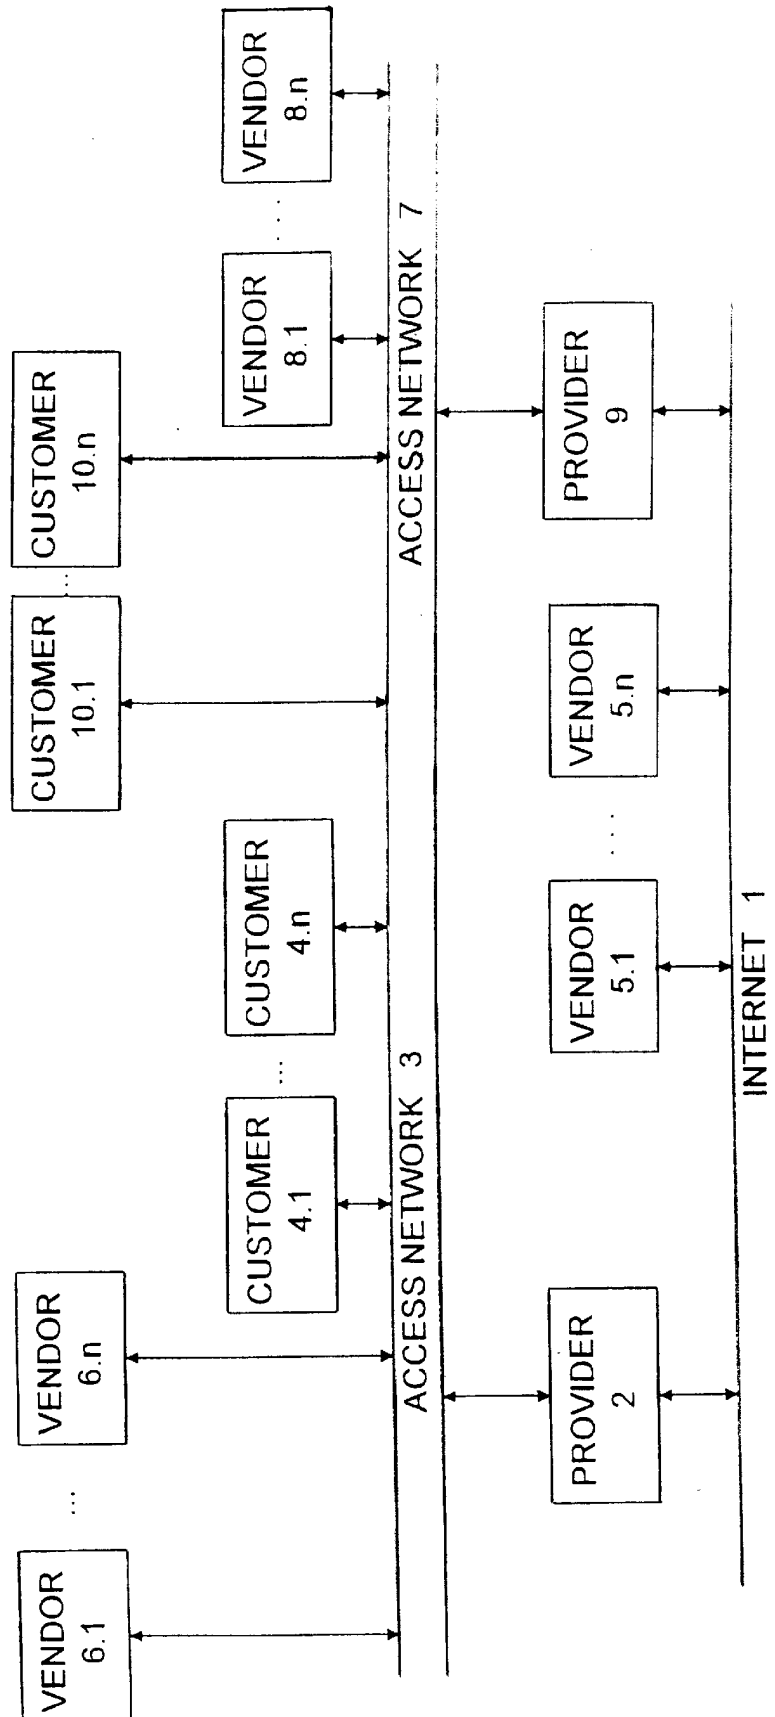 VENDOR
6.1
...
VENDOR
6.n
CUSTOMER
10.1
...
CUSTOMER
10.n
CUSTOMER
4.1
...
CUSTOMER
4.n
VENDOR
8.1
...
VENDOR
8.n
ACCESS NETWORK 3
ACCESS NETWORK 7
PROVIDER
2
VENDOR
5.1
...
VENDOR
5.n
PROVIDER
9
INTERNET 1